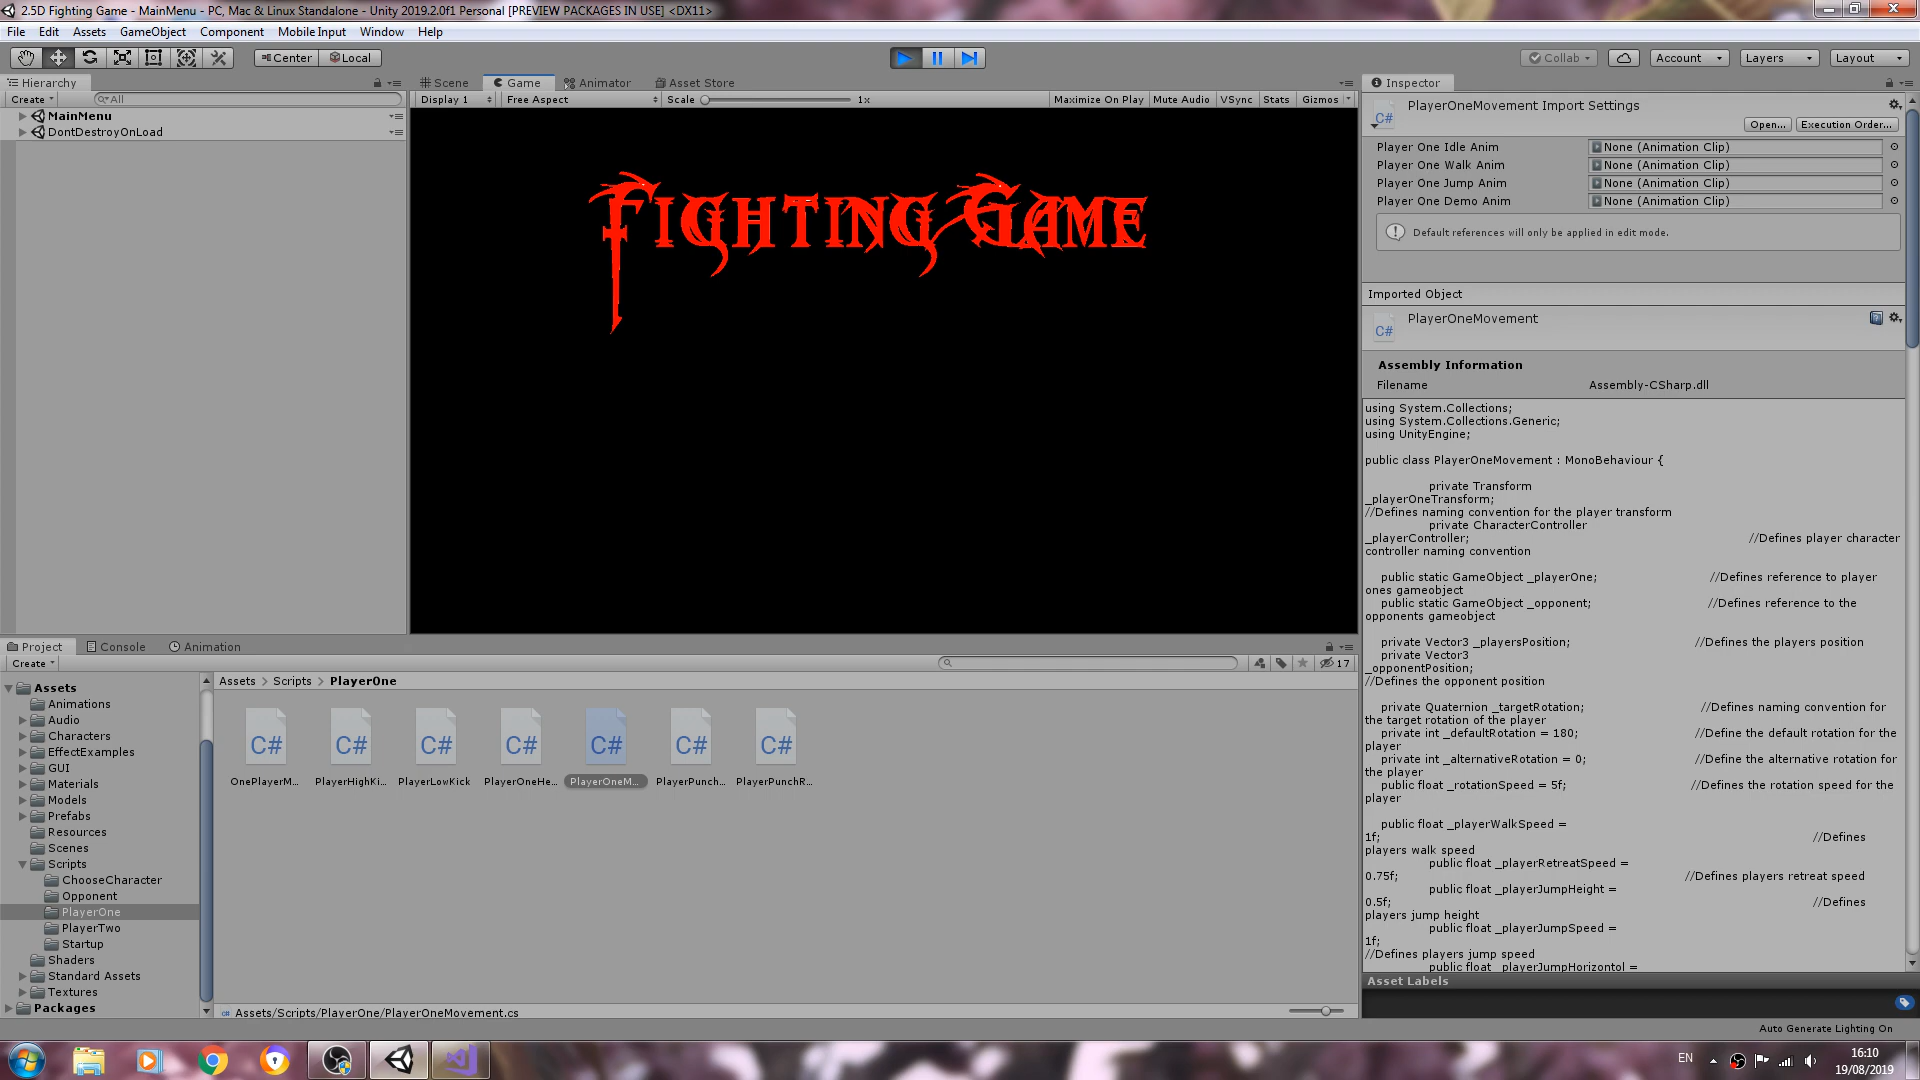 2.5D Fighting Game - MainMenu - PC, Mac & Linux Standalone - Unity 2019.2.0f1 Personal [PREVIEW PACKAGES IN USE] <DX11>
File Edit Assets GameObject Component Mobile Input Window Help
Center Local Collab Account Layers Layout
Hierarchy Scene Game Animator Asset Store Inspector
Create All Display 1 Free Aspect Scale 1x Maximize On Play Mute Audio VSync Stats Gizmos
MainMenu
DontDestroyOnLoad
Fighting Game
C#
PlayerOneMovement Import Settings
Open... Execution Order...
Player One Idle Anim None (Animation Clip)
Player One Walk Anim None (Animation Clip)
Player One Jump Anim None (Animation Clip)
Player One Demo Anim None (Animation Clip)
Default references will only be applied in edit mode.
Imported Object
C#
PlayerOneMovement
Assembly Information
Filename Assembly-CSharp.dll
using System.Collections;
using System.Collections.Generic;
using UnityEngine;
public class PlayerOneMovement : MonoBehaviour {
private Transform
_playerOneTransform;
//Defines naming convention for the player transform
private CharacterController
_playerController; //Defines player character
controller naming convention
public static GameObject _playerOne; //Defines reference to player
ones gameobject
public static GameObject _opponent; //Defines reference to the
opponents gameobject
private Vector3 _playersPosition; //Defines the players position
private Vector3
_opponentPosition;
//Defines the opponent position
private Quaternion _targetRotation; //Defines naming convention for
the target rotation of the player
private int _defaultRotation = 180; //Define the default rotation for the
player
private int _alternativeRotation = 0; //Define the alternative rotation for
the player
public float _rotationSpeed = 5f; //Defines the rotation speed for the
player
public float _playerWalkSpeed =
1f; //Defines
players walk speed
public float _playerRetreatSpeed =
0.75f; //Defines players retreat speed
public float _playerJumpHeight =
0.5f; //Defines
players jump height
public float _playerJumpSpeed =
1f;
//Defines players jump speed
public float _playerJumpHorizontol =
Asset Labels
Project Console Animation
Create 17
Assets
Animations
Audio
Characters
EffectExamples
GUI
Materials
Models
Prefabs
Resources
Scenes
Scripts
ChooseCharacter
Opponent
PlayerOne
PlayerTwo
Startup
Shaders
Standard Assets
Textures
Packages
Assets > Scripts > PlayerOne
C# C# C# C# C# C# C#
OnePlayerM... PlayerHighKi... PlayerLowKick PlayerOneHe... PlayerOneM... PlayerPunch... PlayerPunchR...
Assets/Scripts/PlayerOne/PlayerOneMovement.cs
Auto Generate Lighting On
EN
16:10
19/08/2019